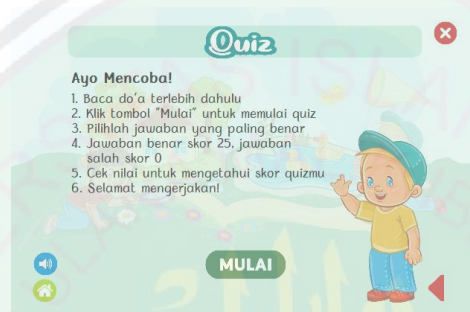 Quiz
Ayo Mencoba!
1. Baca do'a terlebih dahulu
2. Klik tombol "Mulai" untuk memulai quiz
3. Pilihlah jawaban yang paling benar
4. Jawaban benar skor 25, jawaban
salah skor 0
5. Cek nilai untuk mengetahui skor quizmu
6. Selamat mengerjakan!
MULAI